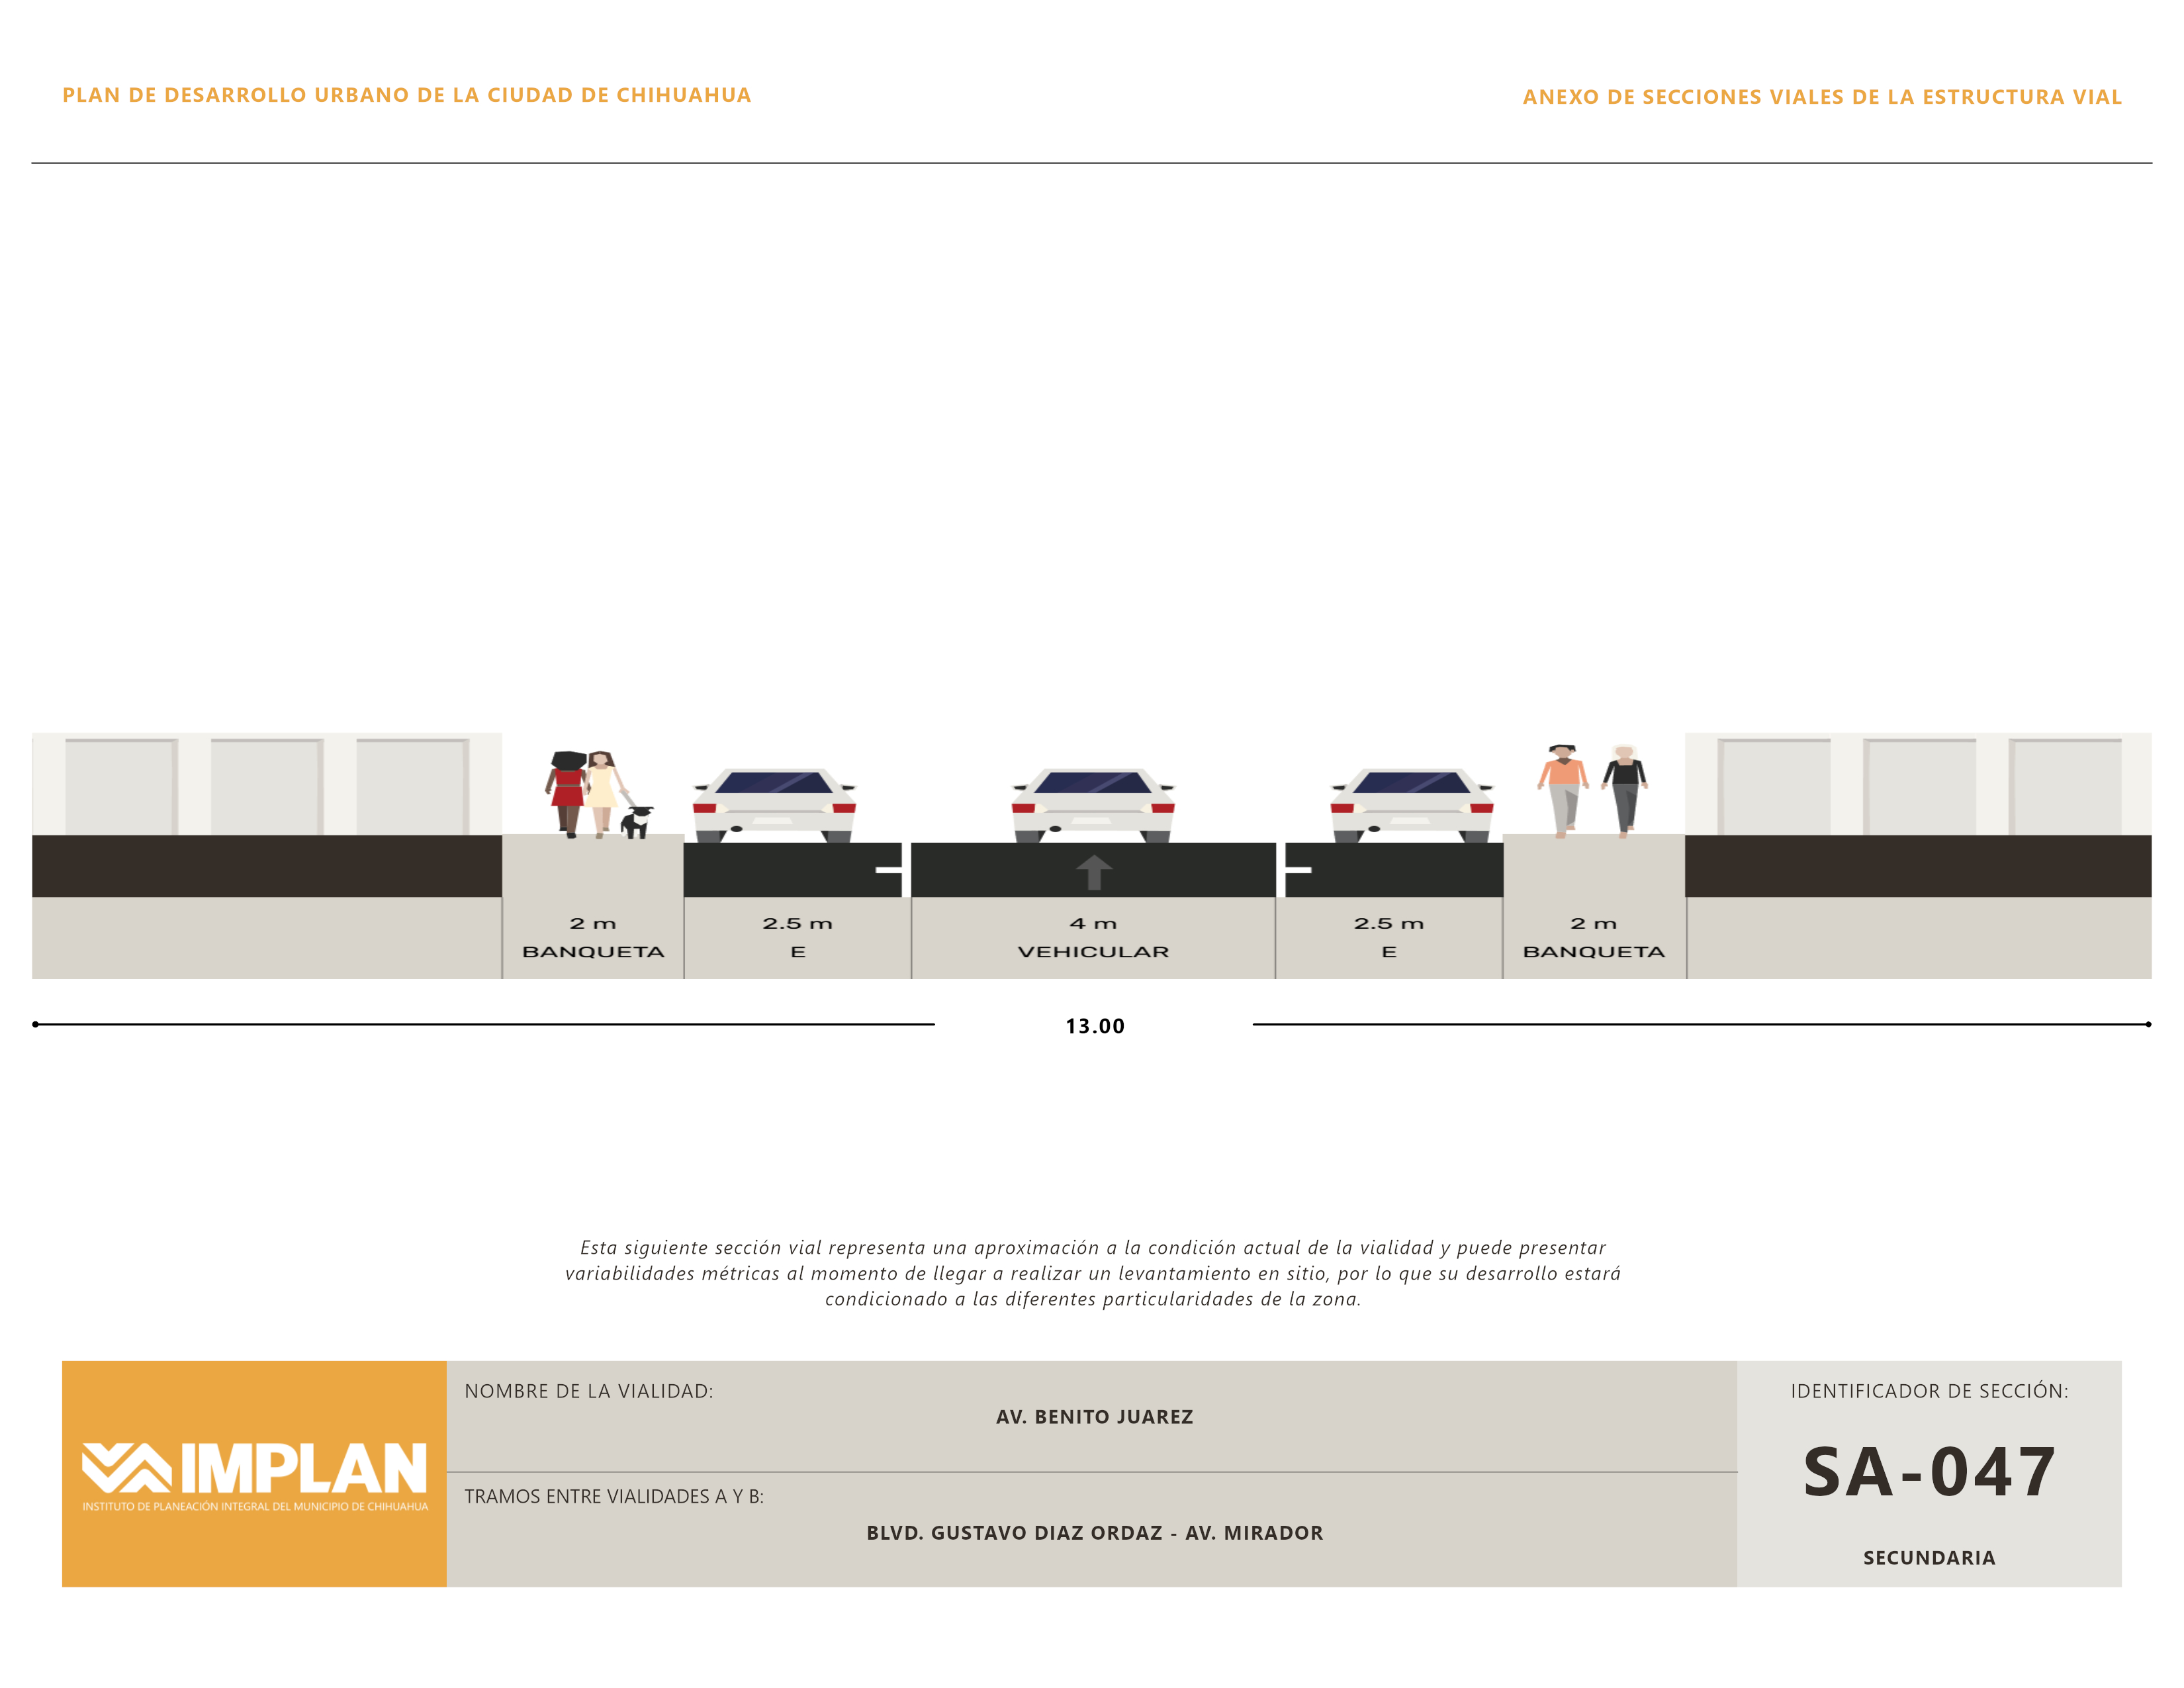 PLAN DE DESARROLLO URBANO DE LA CIUDAD DE CHIHUAHUA
ANEXO DE SECCIONES VIALES DE LA ESTRUCTURA VIAL
2 m
BANQUETA
2.5 m
E
4 m
VEHICULAR
2.5 m
E
2 m
BANQUETA
13.00
Esta siguiente sección vial representa una aproximación a la condición actual de la vialidad y puede presentar
variabilidades métricas al momento de llegar a realizar un levantamiento en sitio, por lo que su desarrollo estará
condicionado a las diferentes particularidades de la zona.
IMPLAN
INSTITUTO DE PLANEACIÓN INTEGRAL DEL MUNICIPIO DE CHIHUAHUA
NOMBRE DE LA VIALIDAD:
AV. BENITO JUAREZ
TRAMOS ENTRE VIALIDADES A Y B:
BLVD. GUSTAVO DIAZ ORDAZ - AV. MIRADOR
IDENTIFICADOR DE SECCIÓN:
SA-047
SECUNDARIA